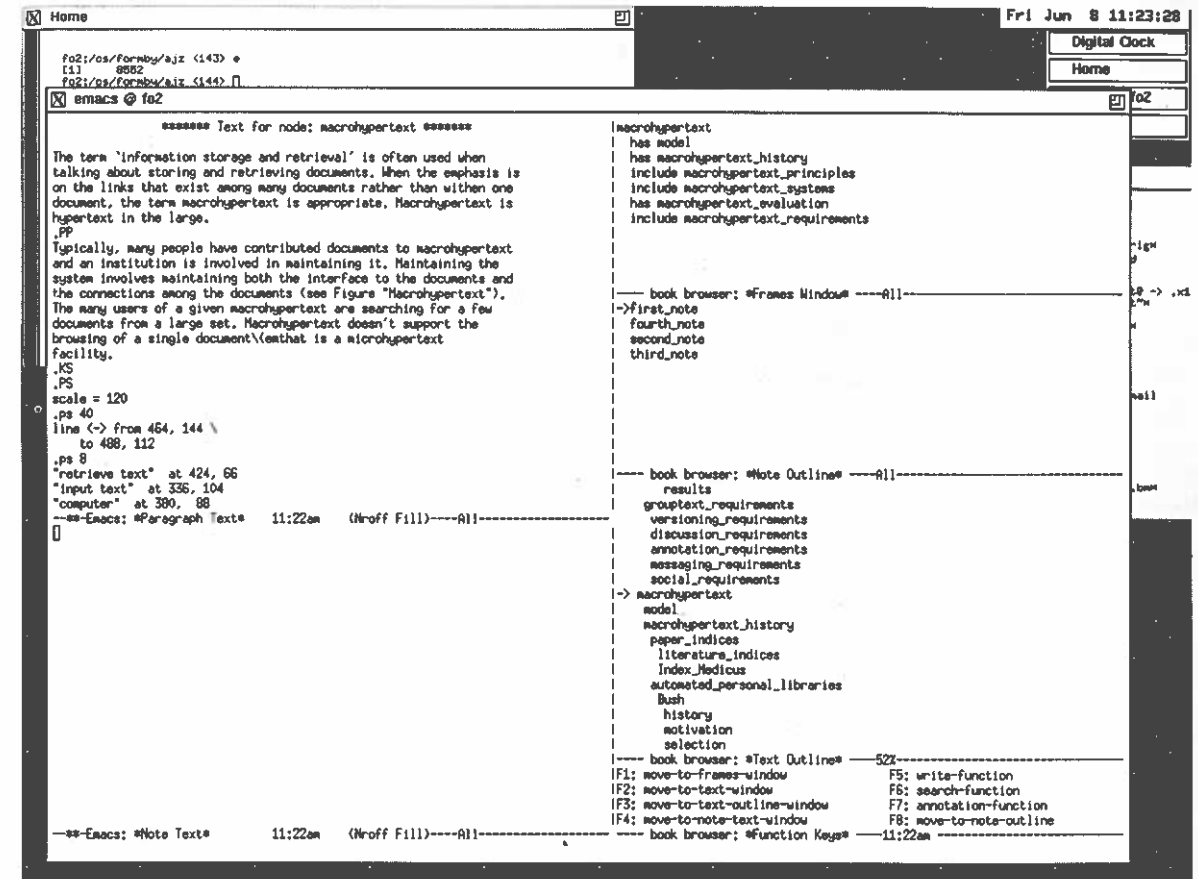 Home
Fri Jun 8 11:23:28
Digital Clock
Home
fo2
fo2:/cs/formby/ajz <143> e
[1] 8552
fo2:/cs/formby/ajz <144>
emacs @ fo2
******* Text for node: macrohypertext *******
The term `information storage and retrieval' is often used when
talking about storing and retrieving documents. When the emphasis is
on the links that exist among many documents rather than withen one
document, the term macrohypertext is appropriate. Macrohypertext is
hypertext in the large.
.PP
Typically, many people have contributed documents to macrohypertext
and an institution is involved in maintaining it. Maintaining the
system involves maintaining both the interface to the documents and
the connections among the documents (see Figure "Macrohypertext").
The many users of a given macrohypertext are searching for a few
documents from a large set. Macrohypertext doesn't support the
browsing of a single document\(emthat is a microhypertext
facility.
.KS
.PS
scale = 120
.ps 40
line <-> from 464, 144 \
to 488, 112
.ps 8
"retrieve text" at 424, 66
"input text" at 336, 104
"computer" at 380, 88
--**-Emacs: *Paragraph Text* 11:22am (Nroff Fill)----All-----------------
--**-Emacs: *Note Text* 11:22am (Nroff Fill)----All-----------------
macrohypertext
has model
has macrohypertext_history
include macrohypertext_principles
include macrohypertext_systems
has macrohypertext_evaluation
include macrohypertext_requirements
---- book browser: *Frames Window* ----All----
->first_note
fourth_note
second_note
third_note
---- book browser: *Note Outline* ----All----
results
grouptext_requirements
versioning_requirements
discussion_requirements
annotation_requirements
messaging_requirements
social_requirements
-> macrohypertext
model
macrohypertext_history
paper_indices
literature_indices
Index_Medicus
automated_personal_libraries
Bush
history
motivation
selection
---- book browser: *Text Outline* ----52%----
F1: move-to-frames-window F5: write-function
F2: move-to-text-window F6: search-function
F3: move-to-text-outline-window F7: annotation-function
F4: move-to-note-text-window F8: move-to-note-outline
---- book browser: *Function Keys* ----11:22am ----